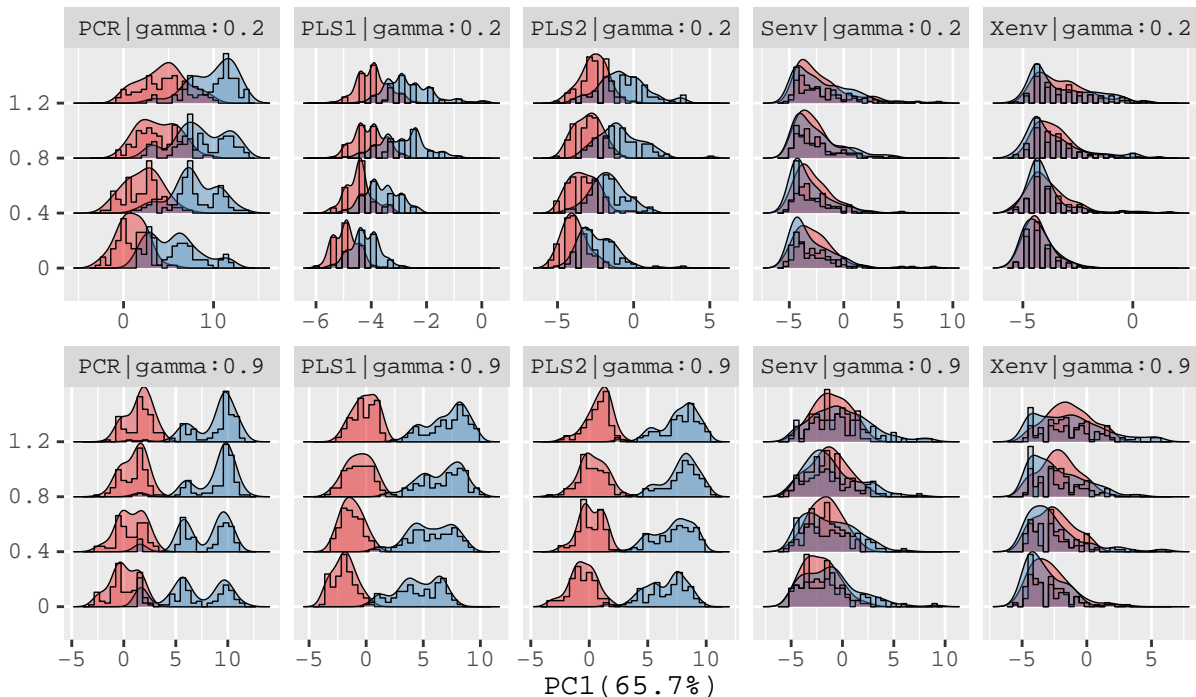 PCR|gamma:0.2 PLS1|gamma:0.2 PLS2|gamma:0.2 Senv|gamma:0.2 Xenv|gamma:0.2
1.2
0.8
0.4
0
0 10 −6 −4 −2 0 −5 0 5 −5 0 5 10 −5 0
PCR|gamma:0.9 PLS1|gamma:0.9 PLS2|gamma:0.9 Senv|gamma:0.9 Xenv|gamma:0.9
1.2
0.8
0.4
0
−5 0 5 10 −5 0 5 10 −5 0 5 10 −5 0 5 10 −5 0 5
PC1(65.7%)